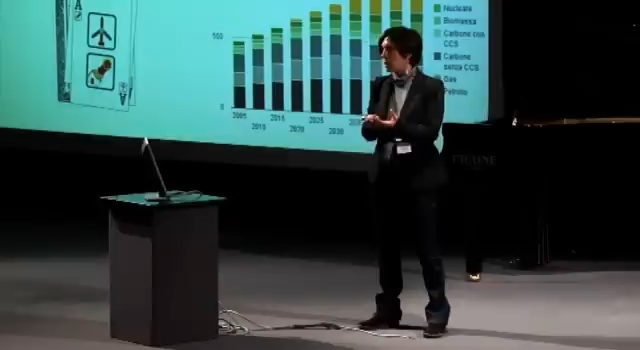 A
500
0
2005
2010
2015
2020
2025
2030
Nucleare
Biomassa
Carbone con
CCS
Carbone
senza CCS
Gas
Petrolio